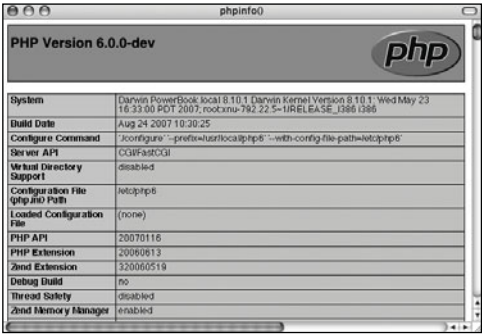 phpinfo()
PHP Version 6.0.0-dev
php
System Darwin PowerBook.local 8.10.1 Darwin Kernel Version 8.10.1: Wed May 23
16:33:00 PDT 2007; root:xnu-792.22.5~1/RELEASE_I386 i386
Build Date Aug 24 2007 10:30:25
Configure Command './configure' '--prefix=/usr/local/php6' '--with-config-file-path=/etc/php6'
Server API CGI/FastCGI
Virtual Directory disabled
Support
Configuration File /etc/php6
(php.ini) Path
Loaded Configuration (none)
File
PHP API 20070116
PHP Extension 20060613
Zend Extension 320060519
Debug Build no
Thread Safety disabled
Zend Memory Manager enabled